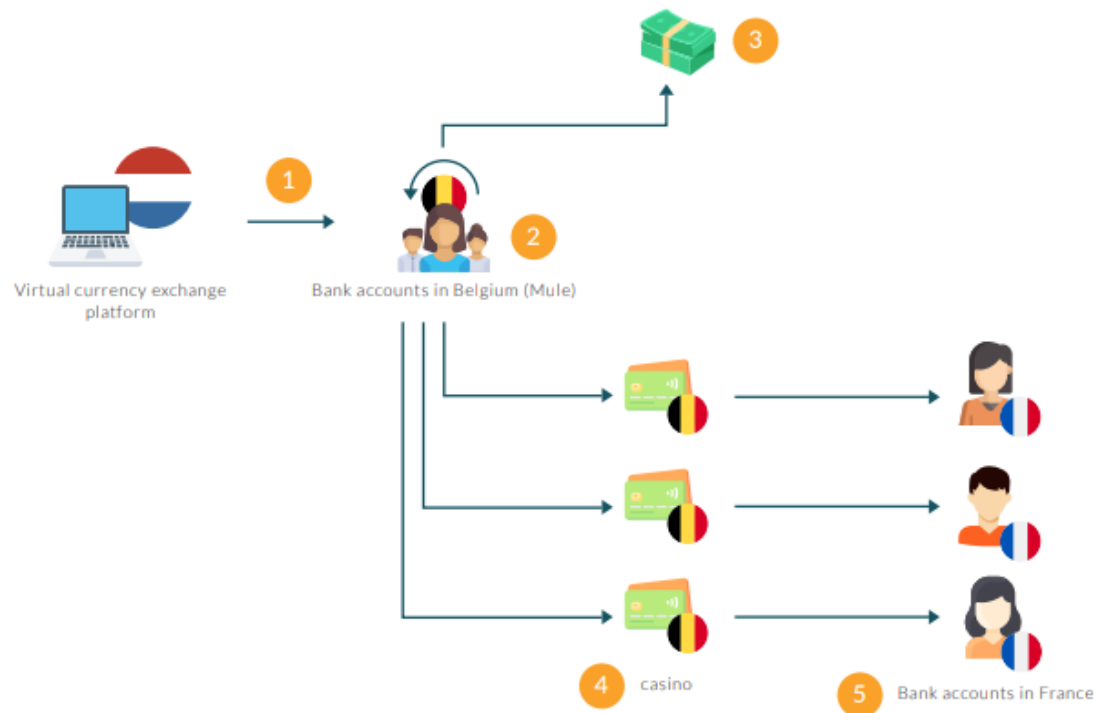 3
1
2
Virtual currency exchange
platform
Bank accounts in Belgium (Mule)
4
casino
5
Bank accounts in France